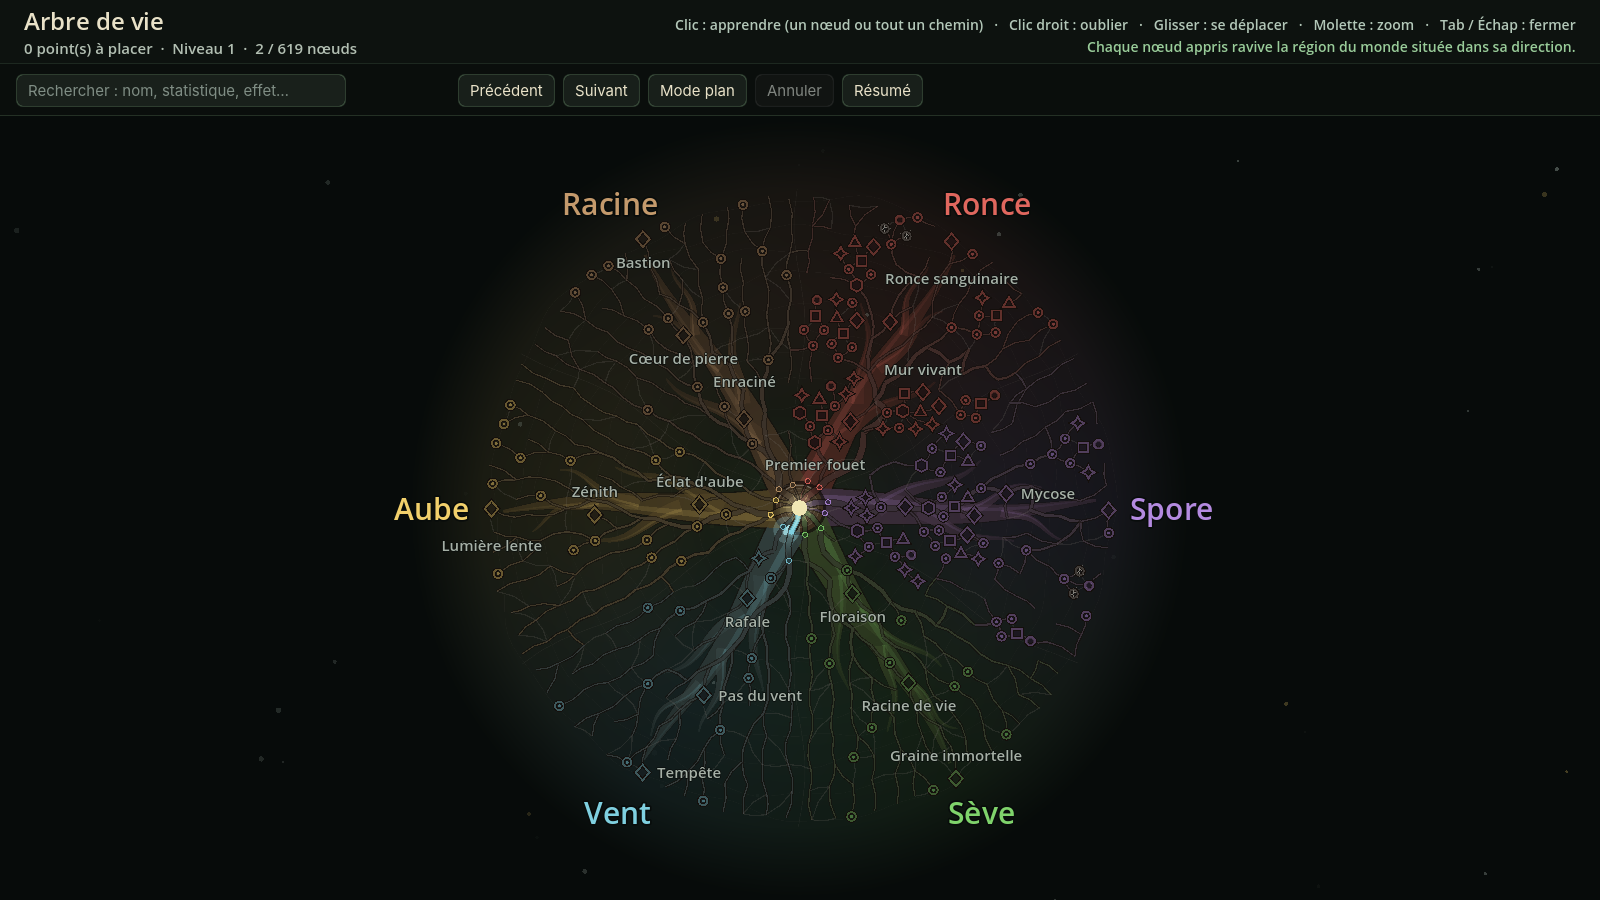 Arbre de vie
0 point(s) à placer · Niveau 1 · 2 / 619 nœuds
Clic : apprendre (un nœud ou tout un chemin) · Clic droit : oublier · Glisser : se déplacer · Molette : zoom · Tab / Échap : fermer
Chaque nœud appris ravive la région du monde située dans sa direction.
Rechercher : nom, statistique, effet...
Précédent
Suivant
Mode plan
Annuler
Résumé
Racine
Ronce
Bastion
Ronce sanguinaire
Cœur de pierre
Mur vivant
Enraciné
Premier fouet
Éclat d'aube
Zénith
Mycose
Aube
Spore
Lumière lente
Rafale
Floraison
Pas du vent
Racine de vie
Graine immortelle
Tempête
Vent
Sève